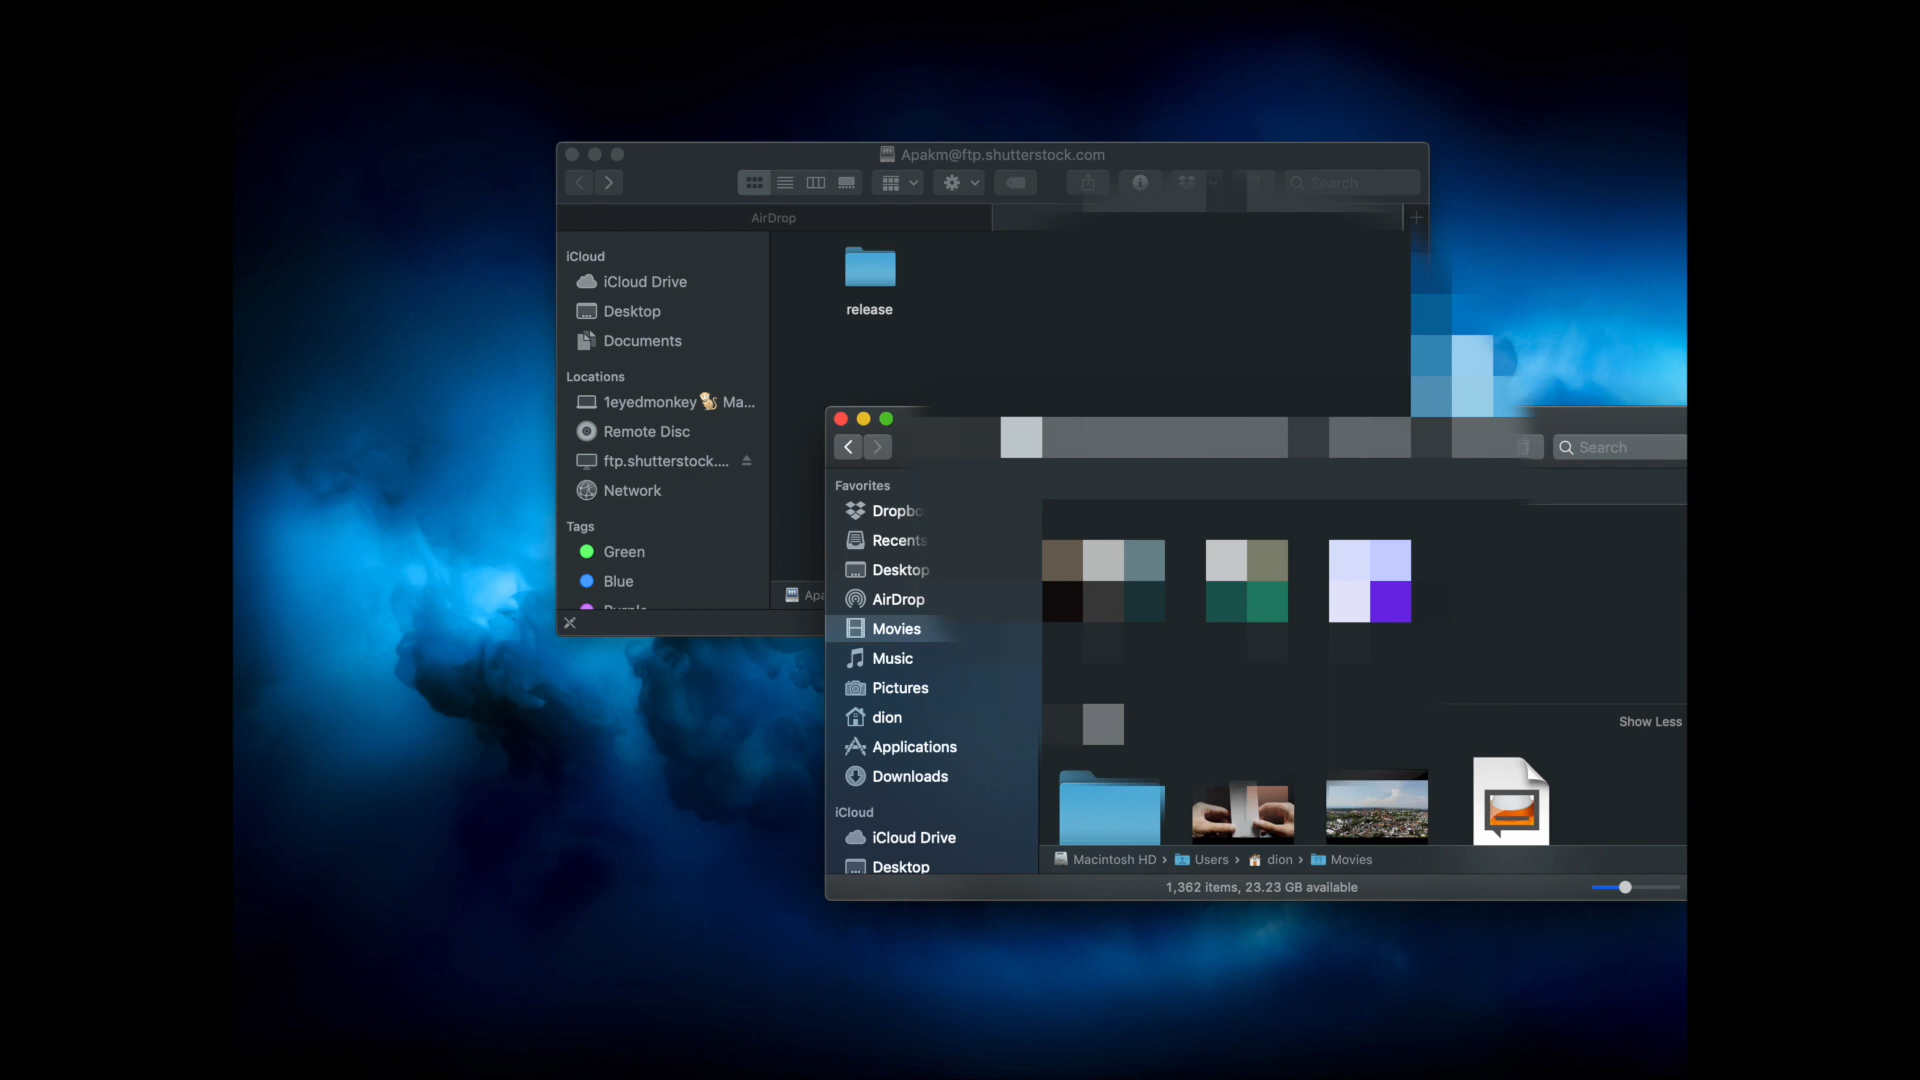 Apakm@ftp.shutterstock.com
Search
AirDrop
iCloud
iCloud Drive
Desktop
Documents
Locations
1eyedmonkey🐒 Ma...
Remote Disc
ftp.shutterstock....
Network
Tags
Green
Blue
release
Search
Favorites
Recents
Desktop
AirDrop
Movies
Music
Pictures
dion
Applications
Downloads
iCloud
iCloud Drive
Desktop
Show Less
Macintosh HD › Users › dion › Movies
1,362 items, 23.23 GB available